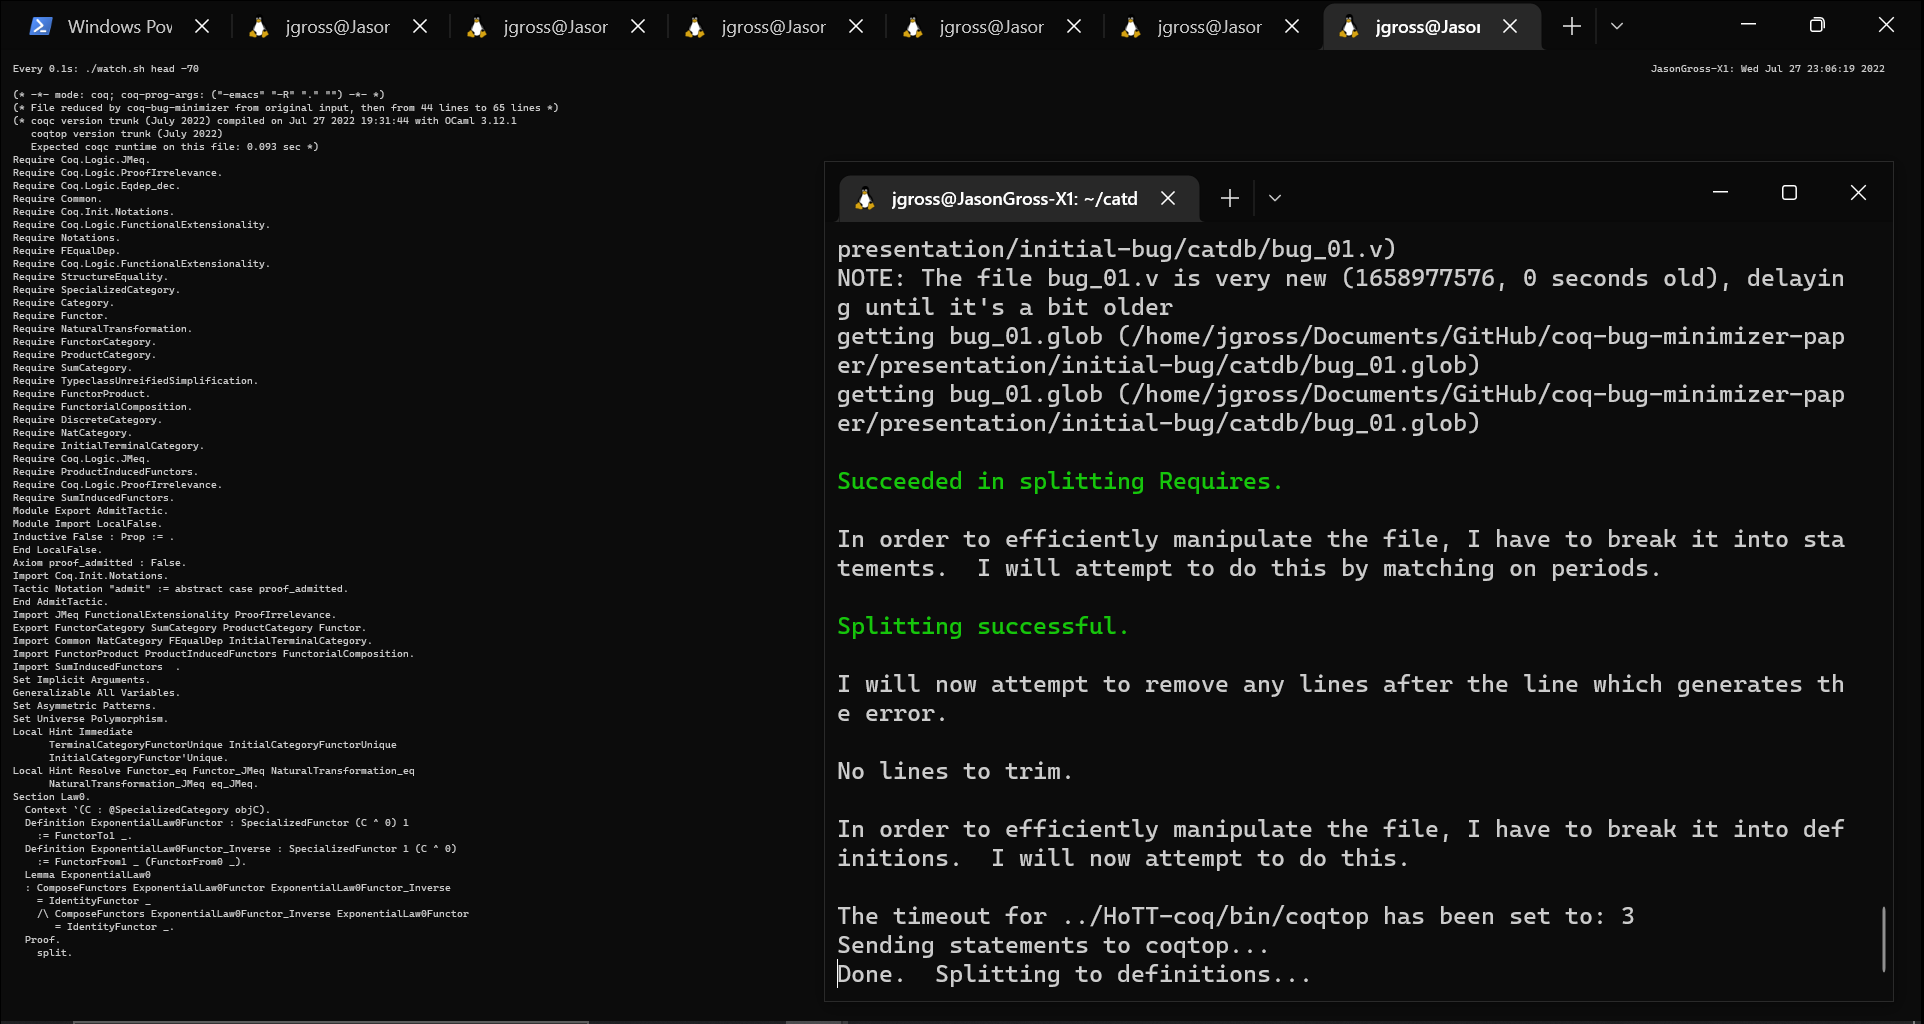 Windows Pov
jgross@Jasor
jgross@Jasor
jgross@Jasor
jgross@Jasor
jgross@Jasor
jgross@Jasor
Every 0.1s: ./watch.sh head -70
JasonGross-X1: Wed Jul 27 23:06:19 2022
(* -*- mode: coq; coq-prog-args: ("-emacs" "-R" "." "") -*- *)
(* File reduced by coq-bug-minimizer from original input, then from 44 lines to 65 lines *)
(* coqc version trunk (July 2022) compiled on Jul 27 2022 19:31:44 with OCaml 3.12.1
   coqtop version trunk (July 2022)
   Expected coqc runtime on this file: 0.093 sec *)
Require Coq.Logic.JMeq.
Require Coq.Logic.ProofIrrelevance.
Require Coq.Logic.Eqdep_dec.
Require Common.
Require Coq.Init.Notations.
Require Coq.Logic.FunctionalExtensionality.
Require Notations.
Require FEqualDep.
Require Coq.Logic.FunctionalExtensionality.
Require StructureEquality.
Require SpecializedCategory.
Require Category.
Require Functor.
Require NaturalTransformation.
Require FunctorCategory.
Require ProductCategory.
Require SumCategory.
Require TypeclassUnreifiedSimplification.
Require FunctorProduct.
Require FunctorialComposition.
Require DiscreteCategory.
Require NatCategory.
Require InitialTerminalCategory.
Require Coq.Logic.JMeq.
Require ProductInducedFunctors.
Require Coq.Logic.ProofIrrelevance.
Require SumInducedFunctors.
Module Export AdmitTactic.
Module Import LocalFalse.
Inductive False : Prop := .
End LocalFalse.
Axiom proof_admitted : False.
Import Coq.Init.Notations.
Tactic Notation "admit" := abstract case proof_admitted.
End AdmitTactic.
Import JMeq FunctionalExtensionality ProofIrrelevance.
Export FunctorCategory SumCategory ProductCategory Functor.
Import Common NatCategory FEqualDep InitialTerminalCategory.
Import FunctorProduct ProductInducedFunctors FunctorialComposition.
Import SumInducedFunctors  .
Set Implicit Arguments.
Generalizable All Variables.
Set Asymmetric Patterns.
Set Universe Polymorphism.
Local Hint Immediate
      TerminalCategoryFunctorUnique InitialCategoryFunctorUnique
      InitialCategoryFunctor'Unique.
Local Hint Resolve Functor_eq Functor_JMeq NaturalTransformation_eq
      NaturalTransformation_JMeq eq_JMeq.
Section Law0.
  Context `(C : @SpecializedCategory objC).
  Definition ExponentialLaw0Functor : SpecializedFunctor (C ^ 0) 1
    := FunctorTo1 _.
  Definition ExponentialLaw0Functor_Inverse : SpecializedFunctor 1 (C ^ 0)
    := FunctorFrom1 _ (FunctorFrom0 _).
  Lemma ExponentialLaw0
  : ComposeFunctors ExponentialLaw0Functor ExponentialLaw0Functor_Inverse
    = IdentityFunctor _
    /\ ComposeFunctors ExponentialLaw0Functor_Inverse ExponentialLaw0Functor
       = IdentityFunctor _.
  Proof.
    split.
jgross@JasonGross-X1: ~/catd
presentation/initial-bug/catdb/bug_01.v)
NOTE: The file bug_01.v is very new (1658977576, 0 seconds old), delayin
g until it's a bit older
getting bug_01.glob (/home/jgross/Documents/GitHub/coq-bug-minimizer-pap
er/presentation/initial-bug/catdb/bug_01.glob)
getting bug_01.glob (/home/jgross/Documents/GitHub/coq-bug-minimizer-pap
er/presentation/initial-bug/catdb/bug_01.glob)
Succeeded in splitting Requires.
In order to efficiently manipulate the file, I have to break it into sta
tements.  I will attempt to do this by matching on periods.
Splitting successful.
I will now attempt to remove any lines after the line which generates th
e error.
No lines to trim.
In order to efficiently manipulate the file, I have to break it into def
initions.  I will now attempt to do this.
The timeout for ../HoTT-coq/bin/coqtop has been set to: 3
Sending statements to coqtop...
Done.  Splitting to definitions...